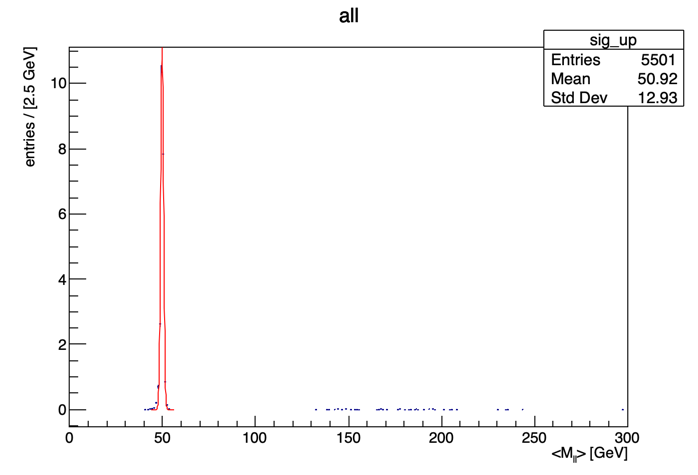 all
sig_up
Entries 5501
Mean 50.92
Std Dev 12.93
entries / [2.5 GeV]
10
8
6
4
2
0
0 50 100 150 200 250 300
<M_ll> [GeV]